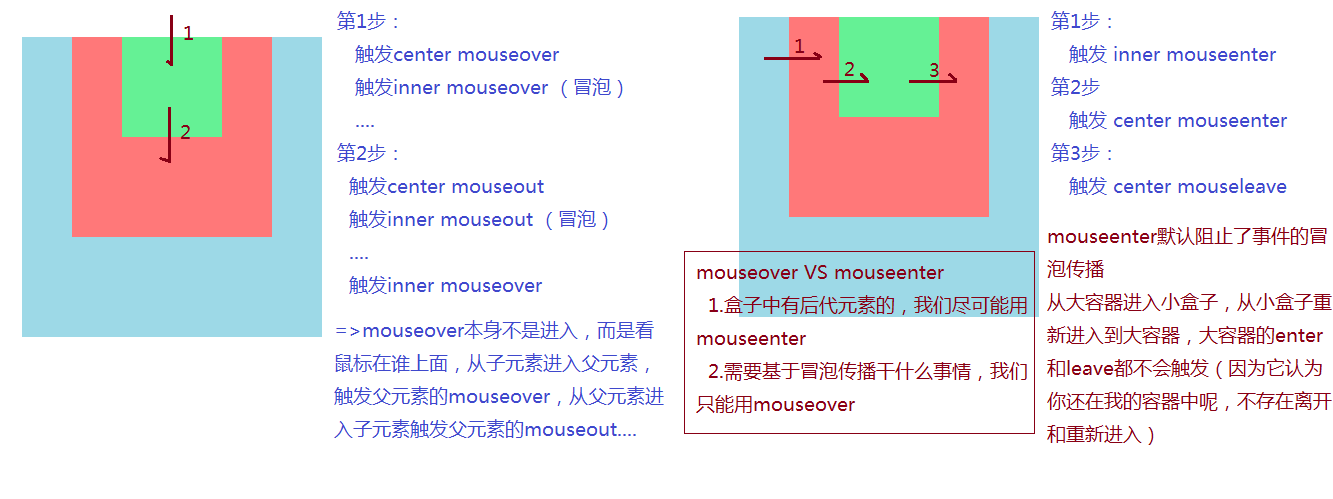 1
2
第1步：
触发center mouseover
触发inner mouseover （冒泡）
....
第2步：
触发center mouseout
触发inner mouseout （冒泡）
....
触发inner mouseover
=>mouseover本身不是进入，而是看
鼠标在谁上面，从子元素进入父元素，
触发父元素的mouseover，从父元素进
入子元素触发父元素的mouseout....
1
2
3
mouseover VS mouseenter
1.盒子中有后代元素的，我们尽可能用
mouseenter
2.需要基于冒泡传播干什么事情，我们
只能用mouseover
第1步：
触发 inner mouseenter
第2步
触发 center mouseenter
第3步：
触发 center mouseleave
mouseenter默认阻止了事件的冒
泡传播
从大容器进入小盒子，从小盒子重
新进入到大容器，大容器的enter
和leave都不会触发（因为它认为
你还在我的容器中呢，不存在离开
和重新进入）